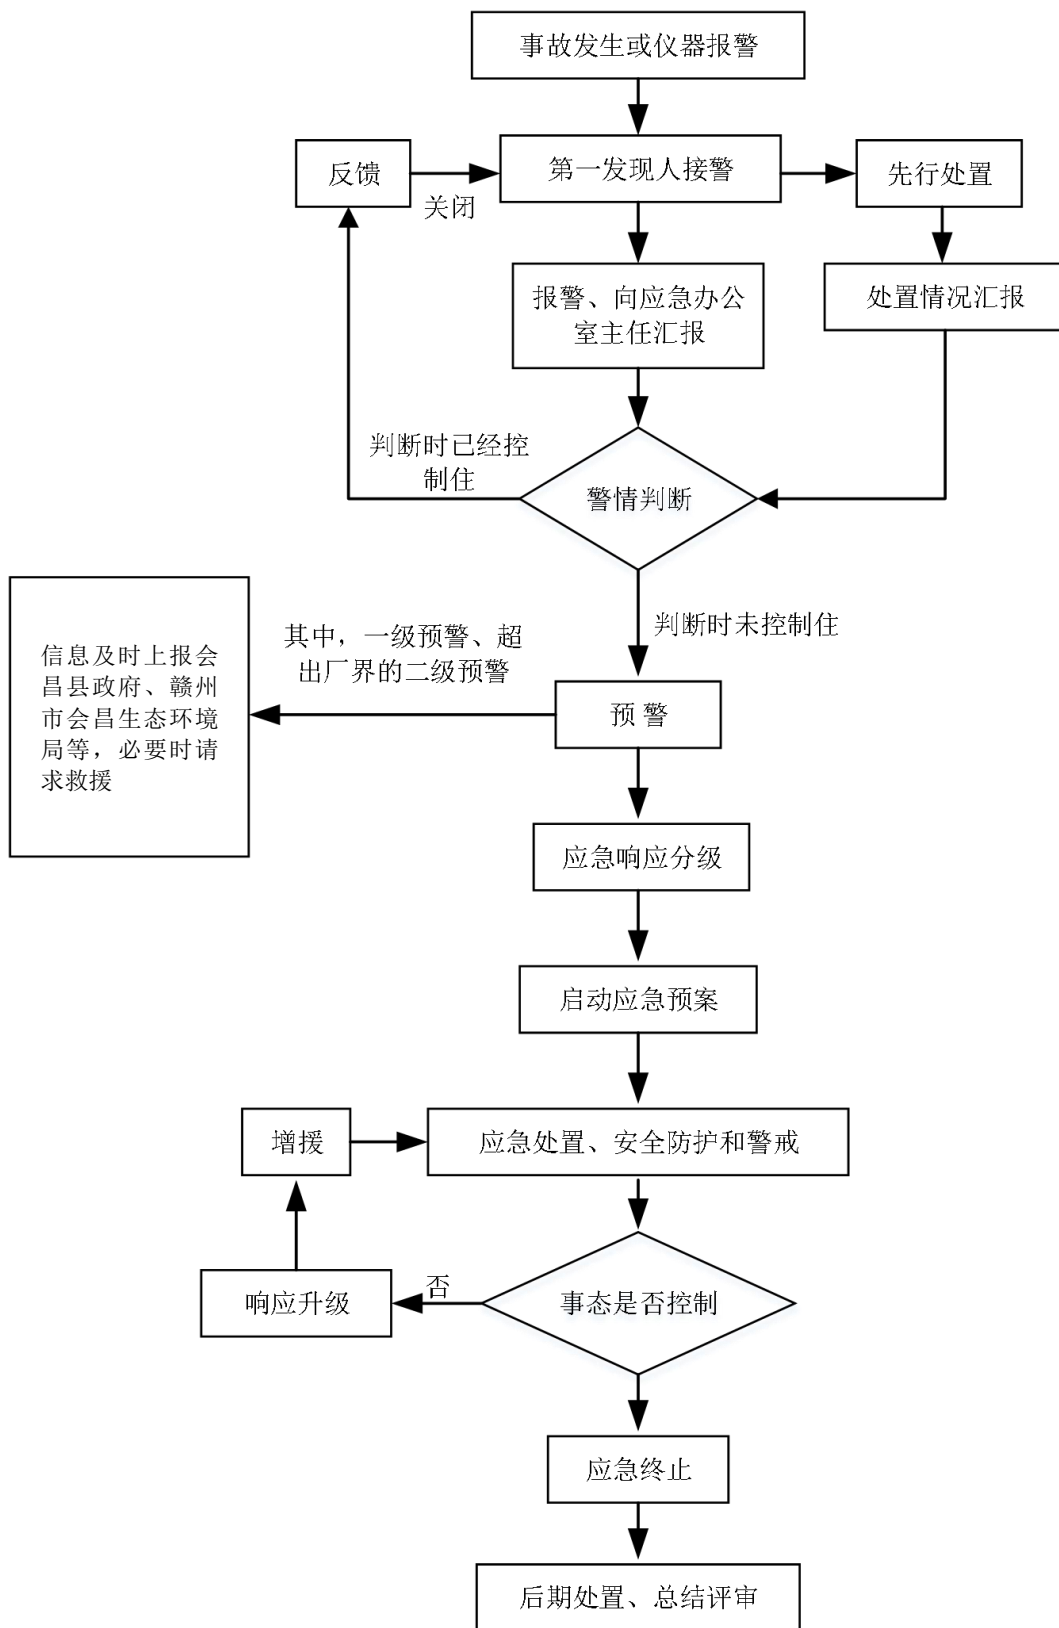 事故发生或仪器报警
反馈
关闭
第一发现人接警
先行处置
报警、向应急办公
室主任汇报
处置情况汇报
判断时已经控
制住
警情判断
判断时未控制住
其中，一级预警、超
出厂界的二级预警
信息及时上报会
昌县政府、赣州
市会昌生态环境
局等，必要时请
求救援
预 警
应急响应分级
启动应急预案
增援
应急处置、安全防护和警戒
响应升级
否
事态是否控制
应急终止
后期处置、总结评审